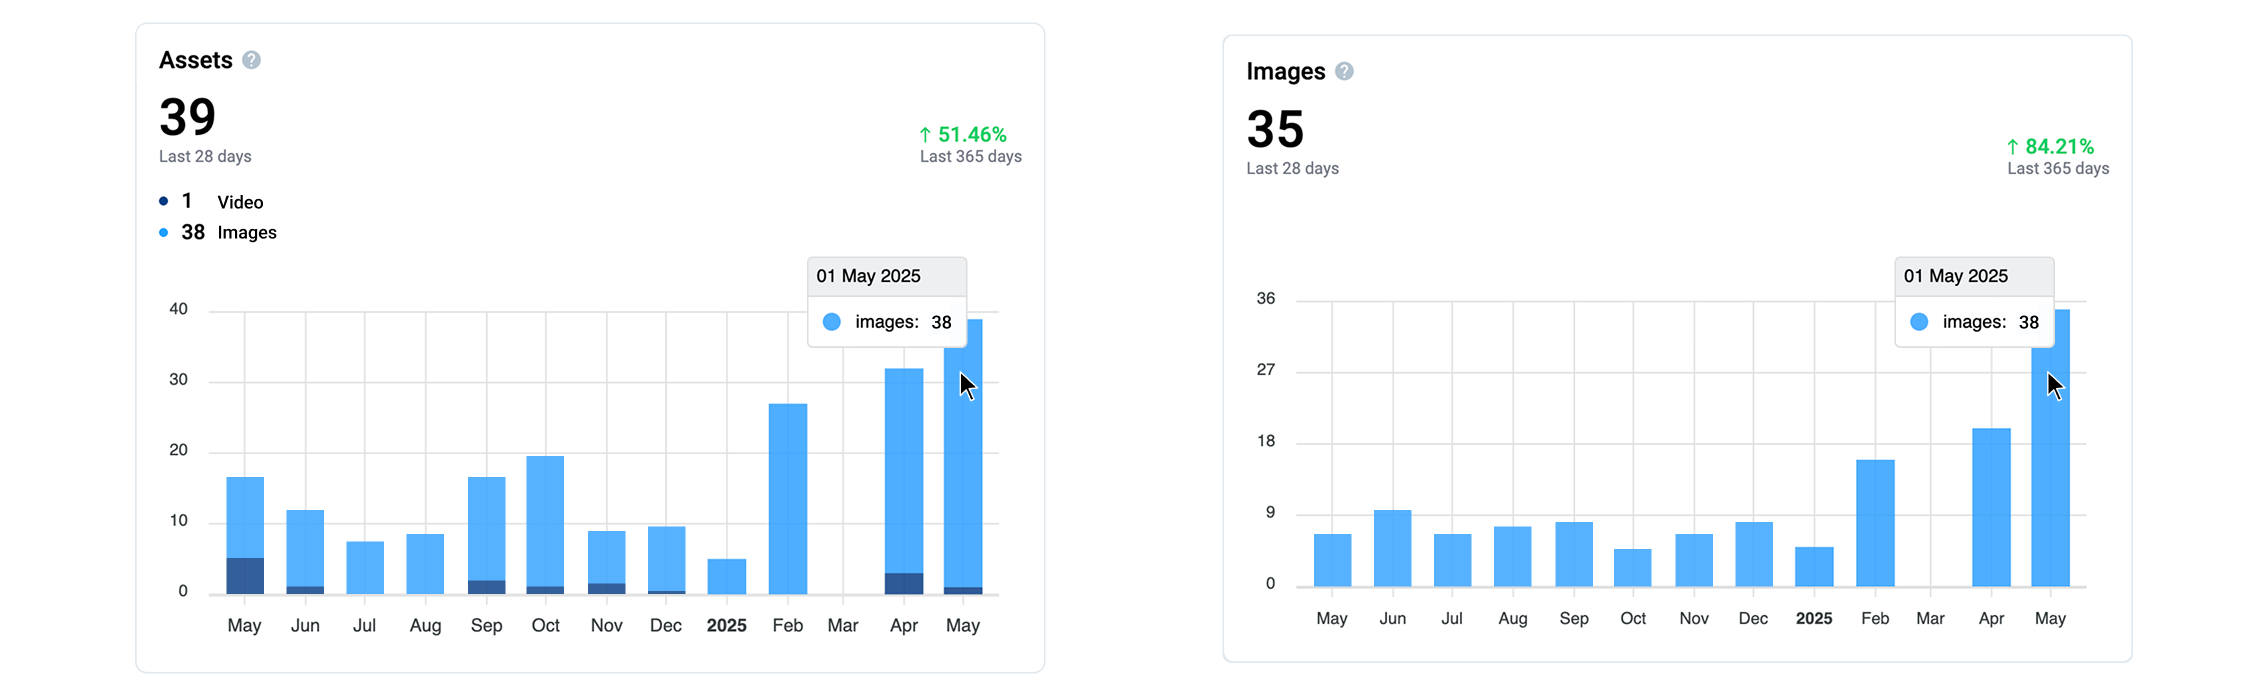 Assets ?
39
Last 28 days
↑ 51.46%
Last 365 days
1 Video
38 Images
01 May 2025
images: 38
40
30
20
10
0
May Jun Jul Aug Sep Oct Nov Dec 2025 Feb Mar Apr May
Images ?
35
Last 28 days
↑ 84.21%
Last 365 days
01 May 2025
images: 38
36
27
18
9
0
May Jun Jul Aug Sep Oct Nov Dec 2025 Feb Mar Apr May